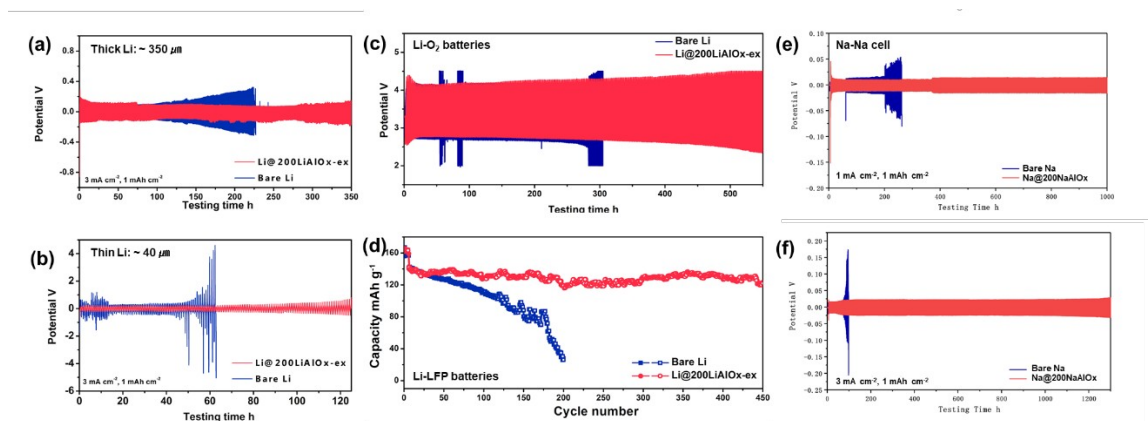 (a)
Thick Li: ~ 350 μm
Potential V
0.8
0.4
0.0
-0.4
-0.8
Li@200LiAlOx-ex
Bare Li
3 mA cm-2, 1 mAh cm-2
0 50 100 150 200 250 300 350
Testing time h
(b)
Thin Li: ~ 40 μm
Potential V
4
2
0
-2
-4
-6
Li@200LiAlOx-ex
Bare Li
3 mA cm-2, 1 mAh cm-2
0 20 40 60 80 100 120
Testing time h
(c)
Li-O2 batteries
Bare Li
Li@200LiAlOx-ex
Potential V
5
4
3
2
0 100 200 300 400 500
Testing time h
(d)
Capacity mAh g-1
160
120
80
40
0
Bare Li
Li@200LiAlOx-ex
Li-LFP batteries
0 50 100 150 200 250 300 350 400 450
Cycle number
(e)
Na-Na cell
Potential V
0.10
0.05
0.00
-0.05
-0.10
-0.15
-0.20
Bare Na
Na@200NaAlOx
1 mA cm-2, 1 mAh cm-2
0 200 400 600 800 1000
Testing Time h
(f)
Potential V
0.20
0.15
0.10
0.05
0.00
-0.05
-0.10
-0.15
-0.20
-0.25
Bare Na
Na@200NaAlOx
3 mA cm-2, 1 mAh cm-2
0 200 400 600 800 1000 1200
Testing Time h